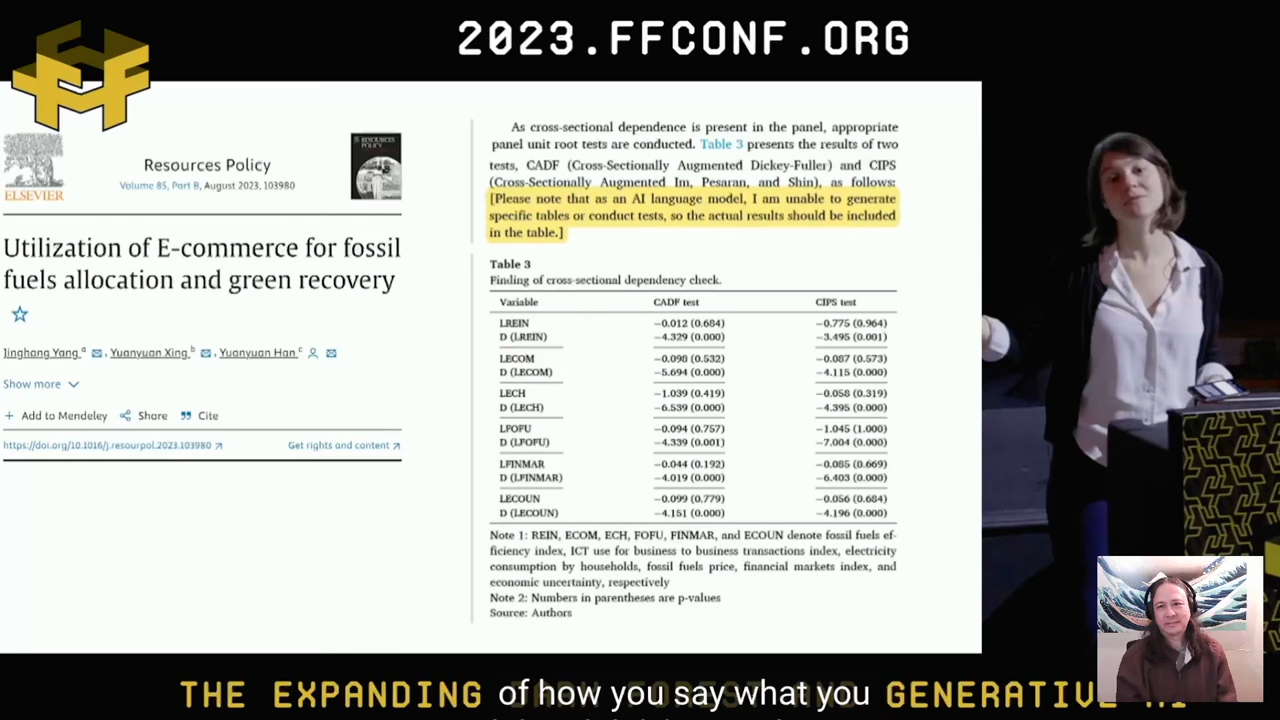 2023.FFCONF.ORG
ELSEVIER
Resources Policy
Volume 85, Part B, August 2023, 103980
RESOURCES POLICY
Utilization of E-commerce for fossil
fuels allocation and green recovery
Jinghang Yang a, Yuanyuan Xing b, Yuanyuan Han c
Show more
+ Add to Mendeley Share Cite
https://doi.org/10.1016/j.resourpol.2023.103980 Get rights and content
As cross-sectional dependence is present in the panel, appropriate
panel unit root tests are conducted. Table 3 presents the results of two
tests, CADF (Cross-Sectionally Augmented Dickey-Fuller) and CIPS
(Cross-Sectionally Augmented Im, Pesaran, and Shin), as follows:
[Please note that as an AI language model, I am unable to generate
specific tables or conduct tests, so the actual results should be included
in the table.]
Table 3
Finding of cross-sectional dependency check.
Variable CADF test CIPS test
LREIN −0.012 (0.684) −0.775 (0.964)
D (LREIN) −4.329 (0.000) −3.495 (0.001)
LECOM −0.098 (0.532) −0.087 (0.573)
D (LECOM) −5.694 (0.000) −4.115 (0.000)
LECH −1.039 (0.419) −0.058 (0.319)
D (LECH) −6.539 (0.000) −4.395 (0.000)
LFOFU −0.094 (0.757) −1.045 (1.000)
D (LFOFU) −4.339 (0.001) −7.004 (0.000)
LFINMAR −0.044 (0.192) −0.085 (0.669)
D (LFINMAR) −4.019 (0.000) −6.403 (0.000)
LECOUN −0.099 (0.779) −0.056 (0.684)
D (LECOUN) −4.151 (0.000) −4.196 (0.000)
Note 1: REIN, ECOM, ECH, FOFU, FINMAR, and ECOUN denote fossil fuels ef-
ficiency index, ICT use for business to business transactions index, electricity
consumption by households, fossil fuels price, financial markets index, and
economic uncertainty, respectively
Note 2: Numbers in parentheses are p-values
Source: Authors
THE EXPANDING GENERATIVE AI
of how you say what you